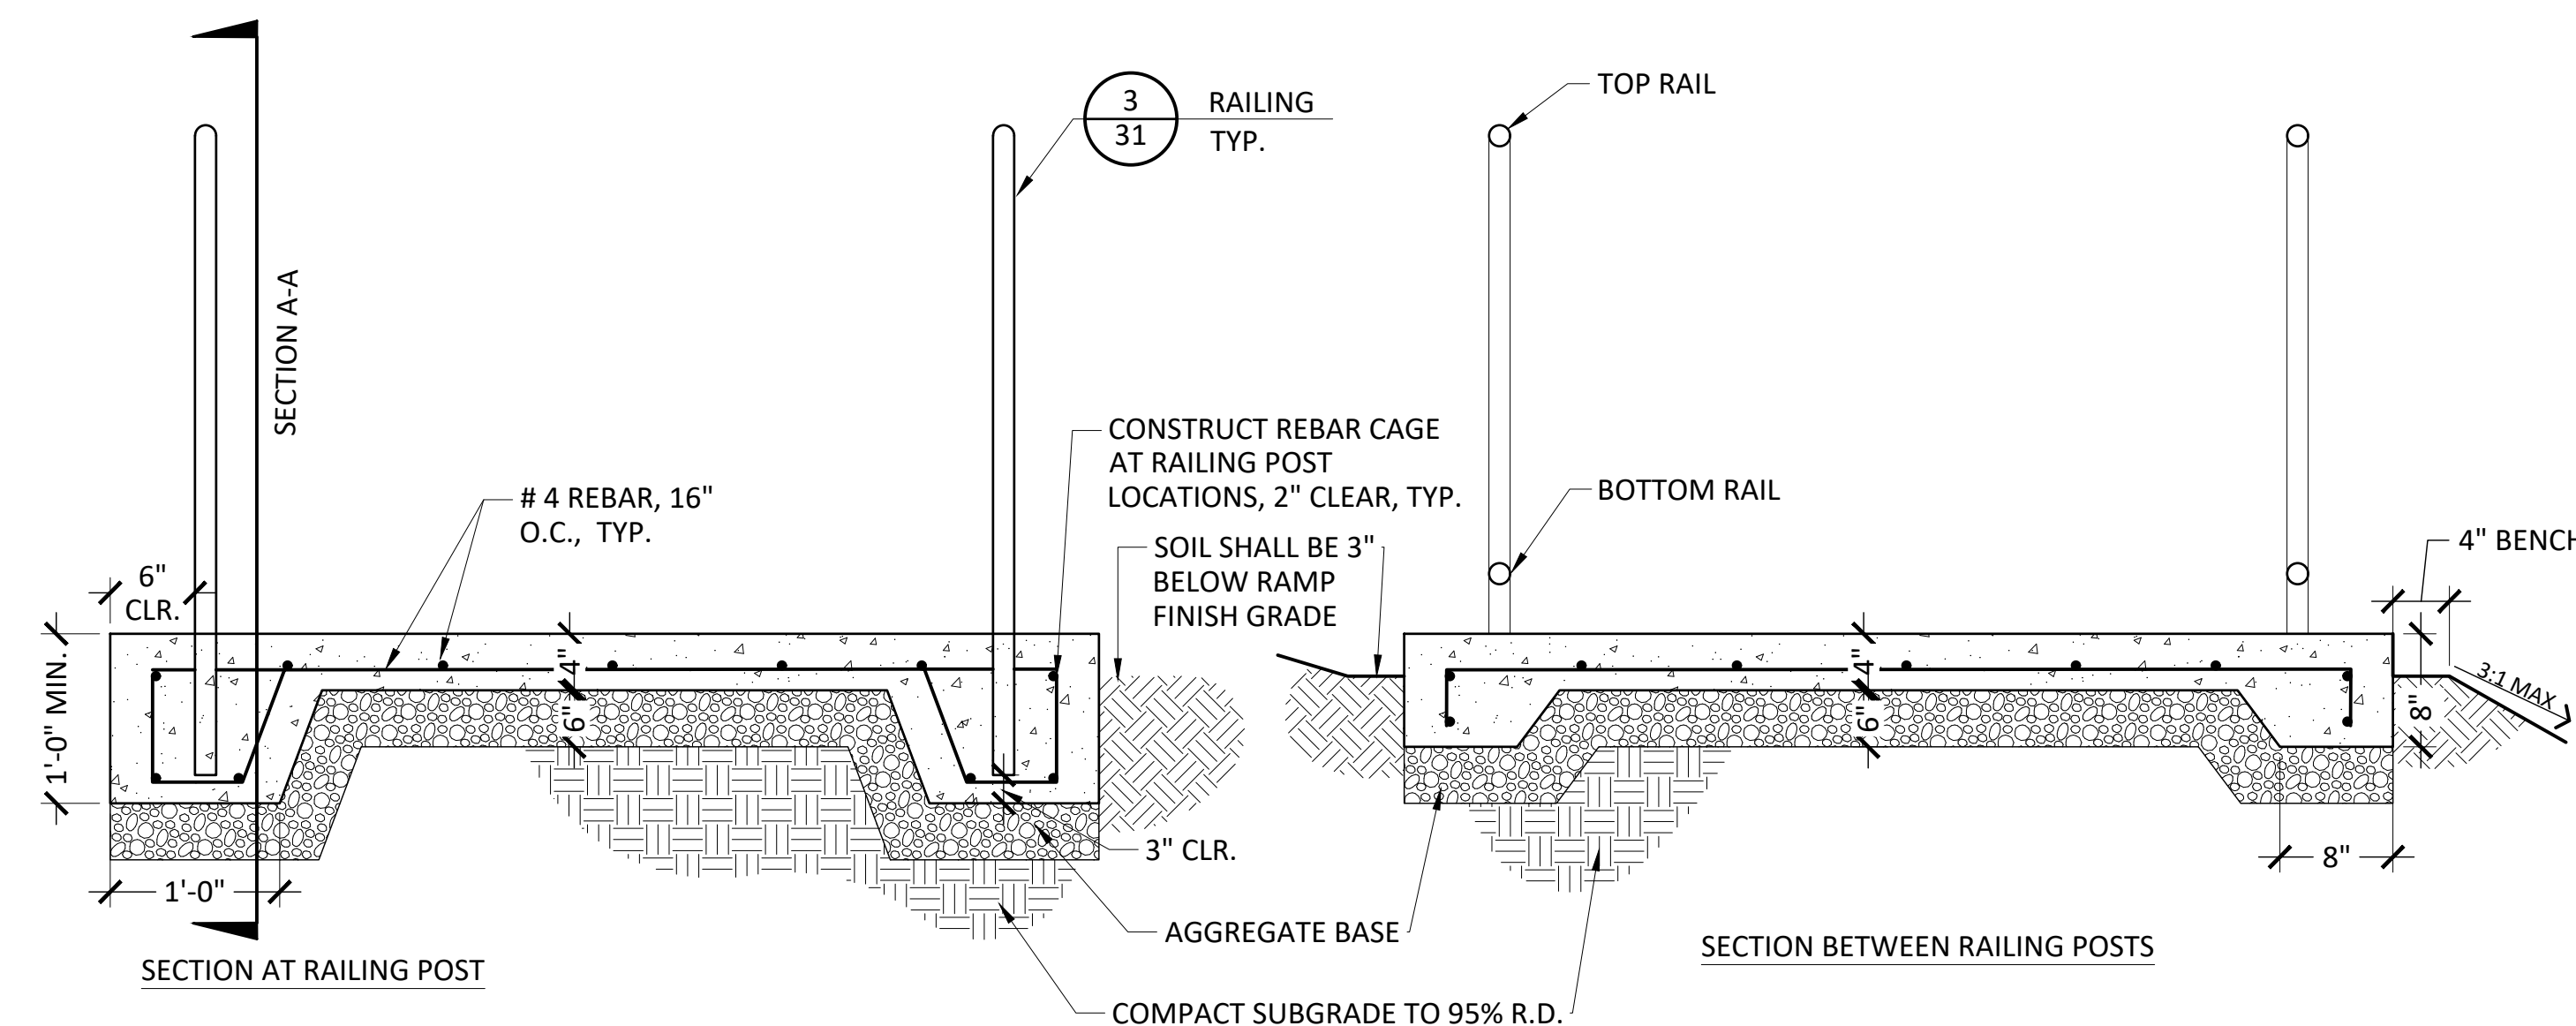 3
31
RAILING
TYP.
TOP RAIL
SECTION A-A
CONSTRUCT REBAR CAGE
AT RAILING POST
LOCATIONS, 2" CLEAR, TYP.
# 4 REBAR, 16"
O.C., TYP.
BOTTOM RAIL
SOIL SHALL BE 3"
BELOW RAMP
FINISH GRADE
4" BENCH
6"
CLR.
1'-0" MIN.
4"
6"
4"
6"
3:1 MAX
8"
3" CLR.
8"
1'-0"
AGGREGATE BASE
SECTION AT RAILING POST
SECTION BETWEEN RAILING POSTS
COMPACT SUBGRADE TO 95% R.D.